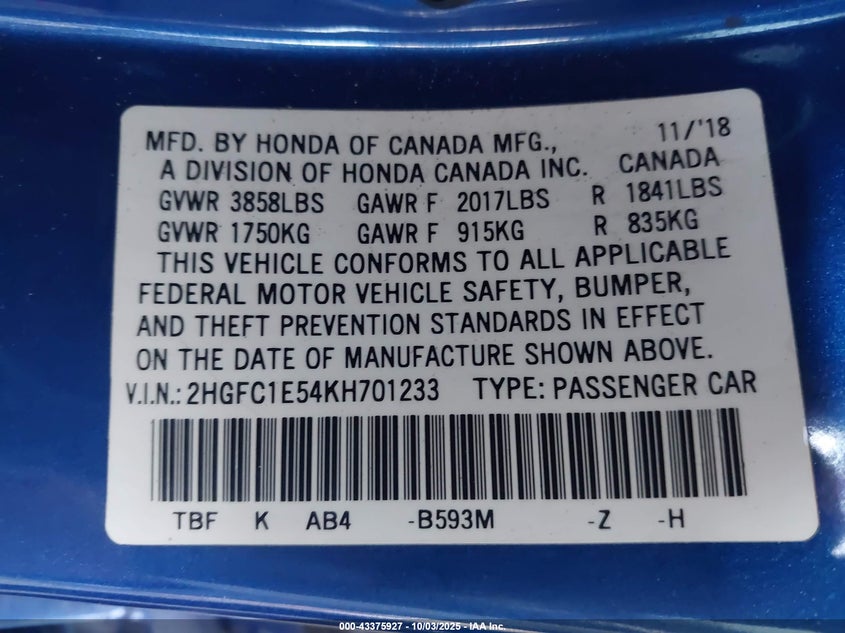 MFD. BY HONDA OF CANADA MFG., 11/'18
A DIVISION OF HONDA CANADA INC. CANADA
GVWR 3858LBS GAWR F 2017LBS R 1841LBS
GVWR 1750KG GAWR F 915KG R 835KG
THIS VEHICLE CONFORMS TO ALL APPLICABLE
FEDERAL MOTOR VEHICLE SAFETY, BUMPER,
AND THEFT PREVENTION STANDARDS IN EFFECT
ON THE DATE OF MANUFACTURE SHOWN ABOVE.
V.I.N.: 2HGFC1E54KH701233 TYPE: PASSENGER CAR
TBF K AB4 -B593M -Z -H
000-43375927 - 10/03/2025 - IAA Inc.